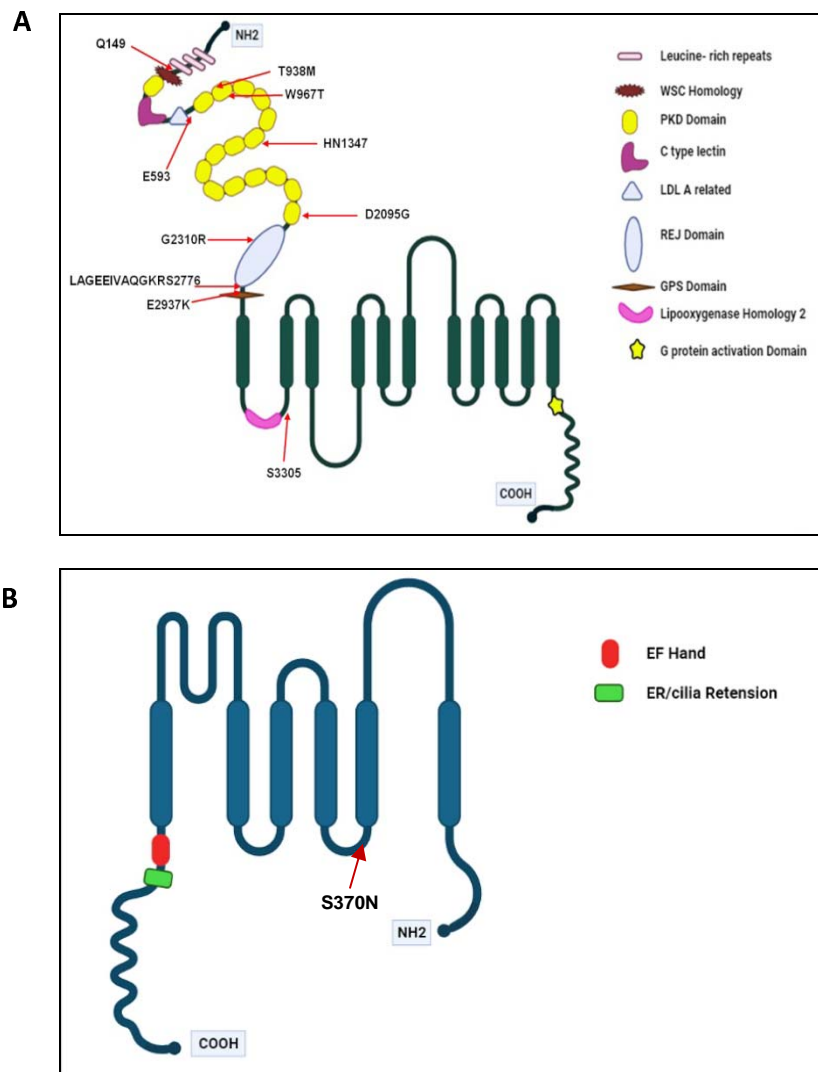 A
NH2
Q149
T938M
W967T
HN1347
E593
D2095G
G2310R
LAGEEIVAQGKRS2776
E2937K
S3305
COOH
Leucine- rich repeats
WSC Homology
PKD Domain
C type lectin
LDL A related
REJ Domain
GPS Domain
Lipooxygenase Homology 2
G protein activation Domain
B
EF Hand
ER/cilia Retension
S370N
NH2
COOH